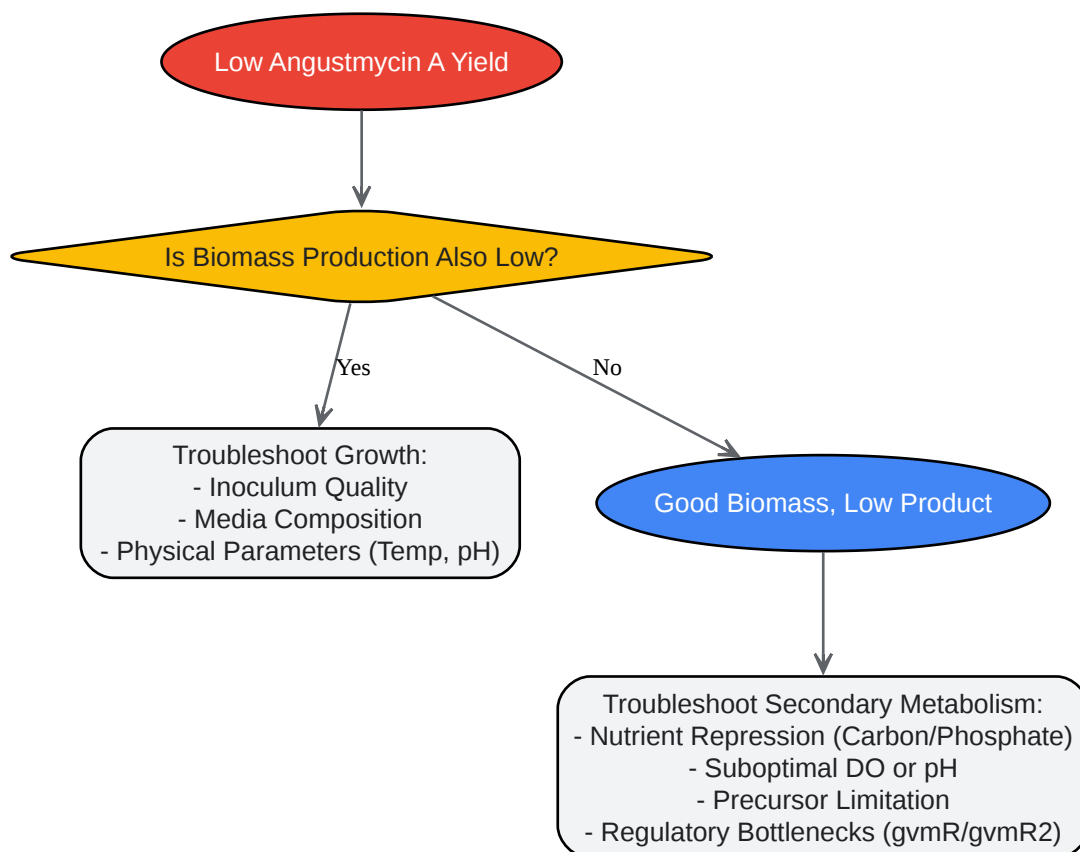 Low Angustmycin A Yield
Is Biomass Production Also Low?
Yes
No
Troubleshoot Growth:
- Inoculum Quality
- Media Composition
- Physical Parameters (Temp, pH)
Good Biomass, Low Product
Troubleshoot Secondary Metabolism:
- Nutrient Repression (Carbon/Phosphate)
- Suboptimal DO or pH
- Precursor Limitation
- Regulatory Bottlenecks (gvmR/gvmR2)